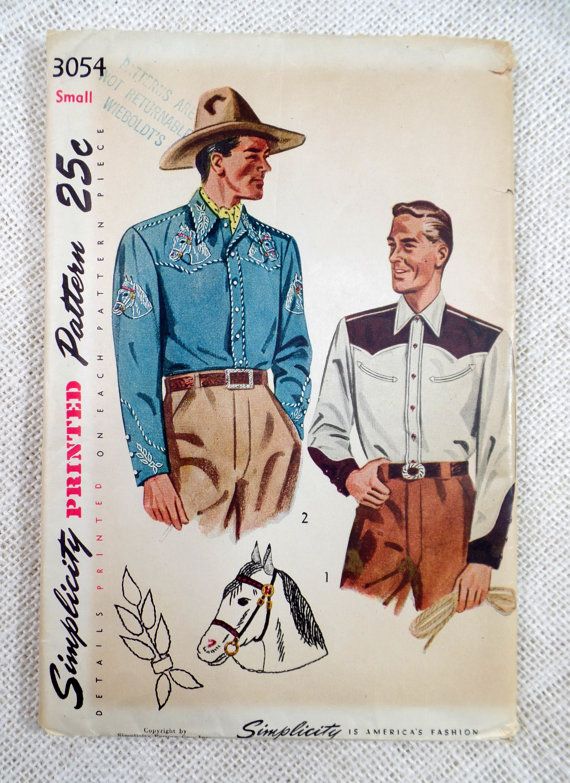 3054
Small
PATTERNS ARE
NOT RETURNABLE
WIEBOLDT'S
Simplicity PRINTED Pattern 25c
DETAILS PRINTED ON EACH PATTERN PIECE
2
1
Copyright by
Simplicity IS AMERICA'S FASHION